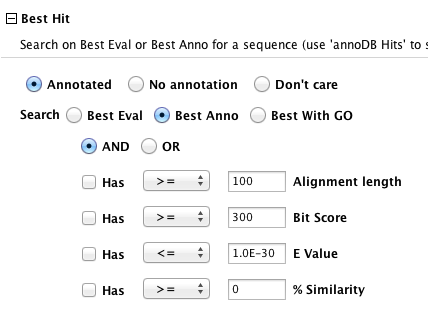 Best Hit
Search on Best Eval or Best Anno for a sequence (use 'annoDB Hits' to
Annotated No annotation Don't care
Search Best Eval Best Anno Best With GO
AND OR
Has >= 100 Alignment length
Has >= 300 Bit Score
Has <= 1.0E-30 E Value
Has >= 0 % Similarity